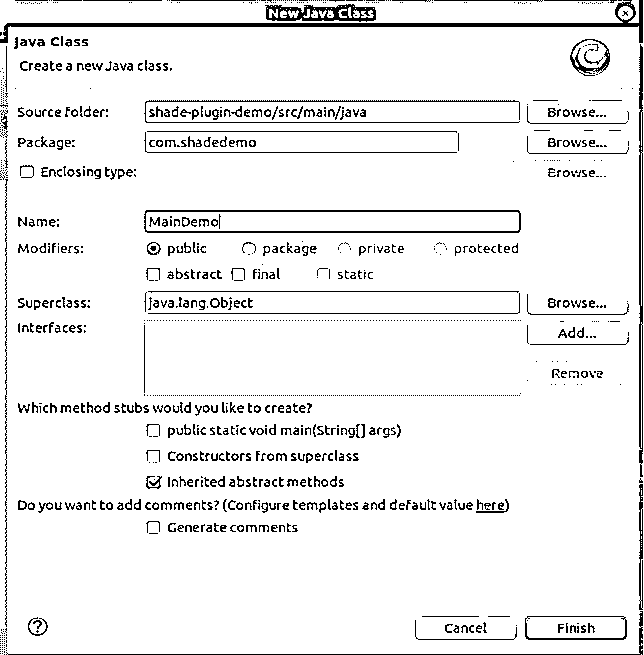 New Java Class
Java Class
Create a new Java class.
Source folder: shade-plugin-demo/src/main/java Browse...
Package: com.shadedemo Browse...
Enclosing type: Browse...
Name: MainDemo
Modifiers: public package private protected
abstract final static
Superclass: java.lang.Object Browse...
Interfaces: Add...
Remove
Which method stubs would you like to create?
public static void main(String[] args)
Constructors from superclass
Inherited abstract methods
Do you want to add comments? (Configure templates and default value here)
Generate comments
? Cancel Finish